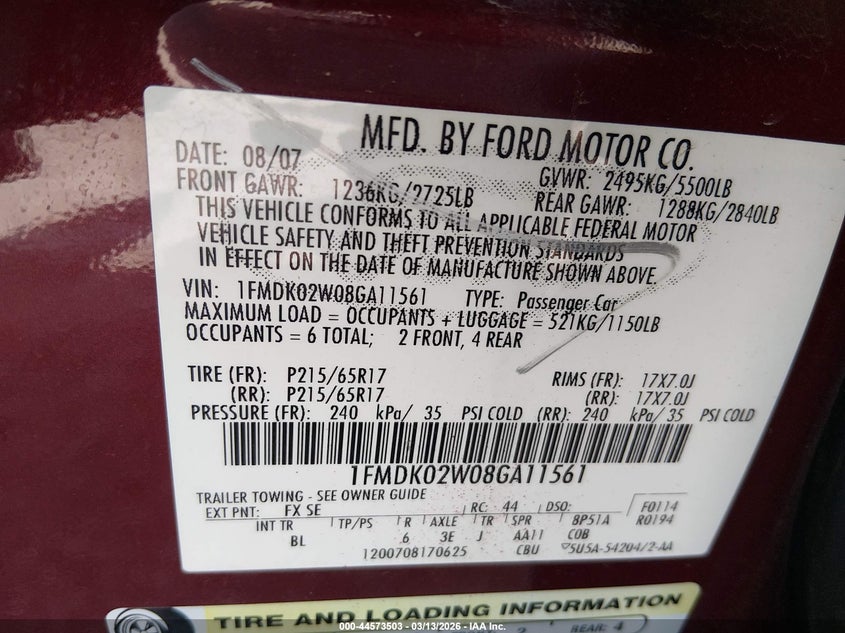 MFD. BY FORD MOTOR CO.
DATE: 08/07 GVWR: 2495KG/5500LB
FRONT GAWR: 1236KG/2725LB REAR GAWR: 1288KG/2840LB
THIS VEHICLE CONFORMS TO ALL APPLICABLE FEDERAL MOTOR
VEHICLE SAFETY AND THEFT PREVENTION STANDARDS
IN EFFECT ON THE DATE OF MANUFACTURE SHOWN ABOVE.
VIN: 1FMDK02W08GA11561 TYPE: Passenger Car
MAXIMUM LOAD = OCCUPANTS + LUGGAGE = 521KG/1150LB
OCCUPANTS = 6 TOTAL; 2 FRONT, 4 REAR
TIRE (FR): P215/65R17 RIMS (FR): 17X7.0J
(RR): P215/65R17 (RR): 17X7.0J
PRESSURE (FR): 240 kPa/ 35 PSI COLD (RR): 240 kPa/ 35 PSI COLD
1FMDK02W08GA11561
TRAILER TOWING - SEE OWNER GUIDE
EXT PNT: FX SE RC: 44 DSO: F0114
INT TR TP/PS R AXLE TR SPR 8P51A R0194
BL 6 3E J AA11 C0B
1200708170625 CBU 5U5A-54204/2-AA
TIRE AND LOADING INFORMATION
2 REAR: 4
000-44573503 - 03/13/2026 - IAA Inc.